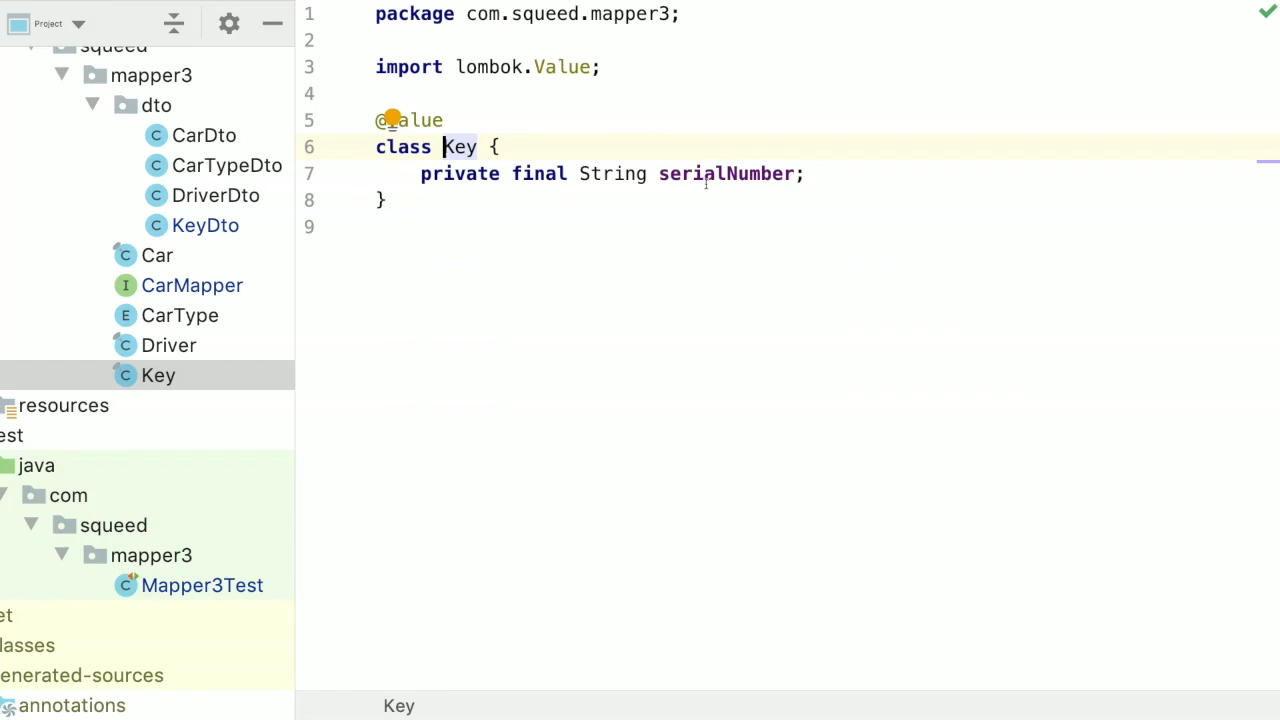 Project
squeed
mapper3
dto
CarDto
CarTypeDto
DriverDto
KeyDto
Car
CarMapper
CarType
Driver
Key
resources
est
java
com
squeed
mapper3
Mapper3Test
et
lasses
enerated-sources
annotations
1 package com.squeed.mapper3;
2
3 import lombok.Value;
4
5 @Value
6 class Key {
7 private final String serialNumber;
8 }
9
Key